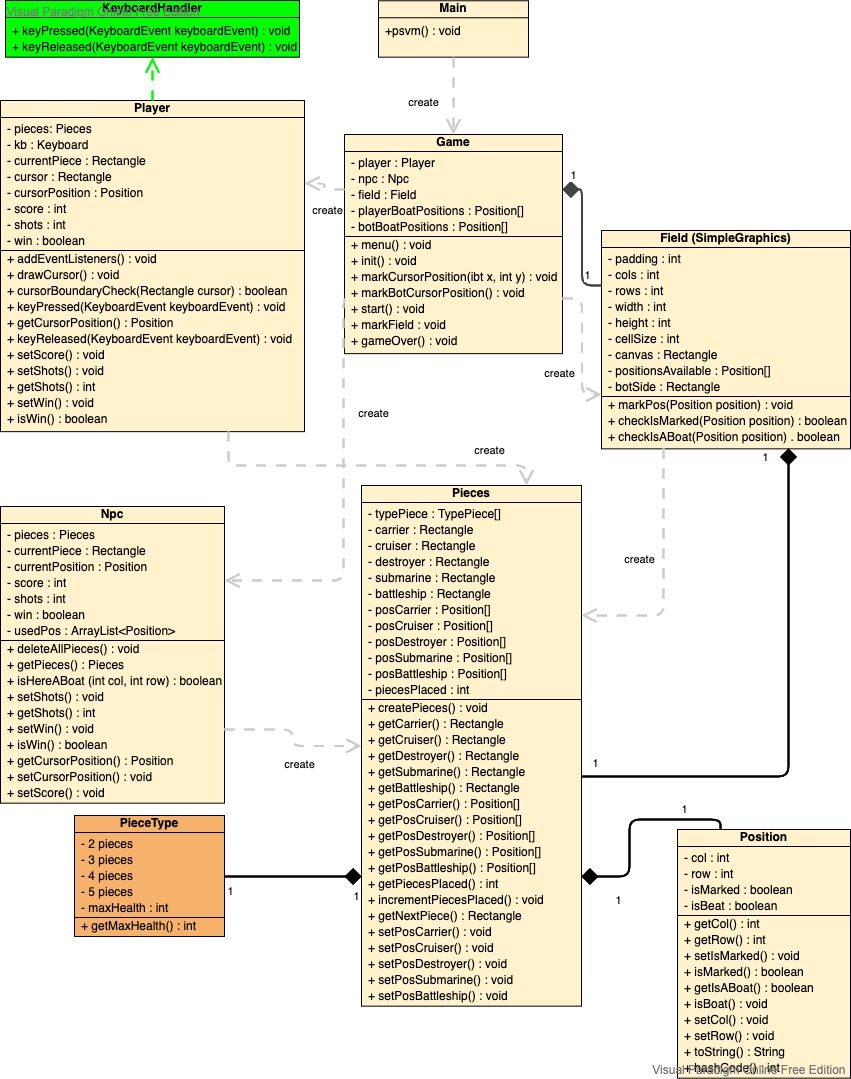 Visual Paradigm Online Free Edition
KeyboardHandler
+ keyPressed(KeyboardEvent keyboardEvent) : void
+ keyReleased(KeyboardEvent keyboardEvent) : void
Main
+psvm() : void
create
Player
- pieces: Pieces
- kb : Keyboard
- currentPiece : Rectangle
- cursor : Rectangle
- cursorPosition : Position
- score : int
- shots : int
- win : boolean
+ addEventListeners() : void
+ drawCursor() : void
+ cursorBoundaryCheck(Rectangle cursor) : boolean
+ keyPressed(KeyboardEvent keyboardEvent) : void
+ getCursorPosition() : Position
+ keyReleased(KeyboardEvent keyboardEvent) : void
+ setScore() : void
+ setShots() : void
+ getShots() : int
+ setWin() : void
+ isWin() : boolean
create
Game
- player : Player
- npc : Npc
- field : Field
- playerBoatPositions : Position[]
- botBoatPositions : Position[]
+ menu() : void
+ init() : void
+ markCursorPosition(ibt x, int y) : void
+ markBotCursorPosition() : void
+ start() : void
+ markField : void
+ gameOver() : void
1
1
Field (SimpleGraphics)
- padding : int
- cols : int
- rows : int
- width : int
- height : int
- cellSize : int
- canvas : Rectangle
- positionsAvailable : Position[]
- botSide : Rectangle
+ markPos(Position position) : void
+ checkIsMarked(Position position) : boolean
+ checkIsABoat(Position position) . boolean
create
create
create
1
create
1
Npc
- pieces : Pieces
- currentPiece : Rectangle
- currentPosition : Position
- score : int
- shots : int
- win : boolean
- usedPos : ArrayList<Position>
+ deleteAllPieces() : void
+ getPieces() : Pieces
+ isHereABoat (int col, int row) : boolean
+ setShots() : void
+ getShots() : int
+ setWin() : void
+ isWin() : boolean
+ getCursorPosition() : Position
+ setCursorPosition() : void
+ setScore() : void
create
Pieces
- typePiece : TypePiece[]
- carrier : Rectangle
- cruiser : Rectangle
- destroyer : Rectangle
- submarine : Rectangle
- battleship : Rectangle
- posCarrier : Position[]
- posCruiser : Position[]
- posDestroyer : Position[]
- posSubmarine : Position[]
- posBattleship : Position[]
- piecesPlaced : int
+ createPieces() : void
+ getCarrier() : Rectangle
+ getCruiser() : Rectangle
+ getDestroyer() : Rectangle
+ getSubmarine() : Rectangle
+ getBattleship() : Rectangle
+ getPosCarrier() : Position[]
+ getPosCruiser() : Position[]
+ getPosDestroyer() : Position[]
+ getPosSubmarine() : Position[]
+ getPosBattleship() : Position[]
+ getPiecesPlaced() : int
+ incrementPiecesPlaced() : void
+ getNextPiece() : Rectangle
+ setPosCarrier() : void
+ setPosCruiser() : void
+ setPosDestroyer() : void
+ setPosSubmarine() : void
+ setPosBattleship() : void
PieceType
- 2 pieces
- 3 pieces
- 4 pieces
- 5 pieces
- maxHealth : int
+ getMaxHealth() : int
1
1
1
1
Position
- col : int
- row : int
- isMarked : boolean
- isBeat : boolean
+ getCol() : int
+ getRow() : int
+ setIsMarked() : void
+ isMarked() : boolean
+ getIsABoat() : boolean
+ isBoat() : void
+ setCol() : void
+ setRow() : void
+ toString() : String
+ hashCode() : int
Visual Paradigm Online Free Edition